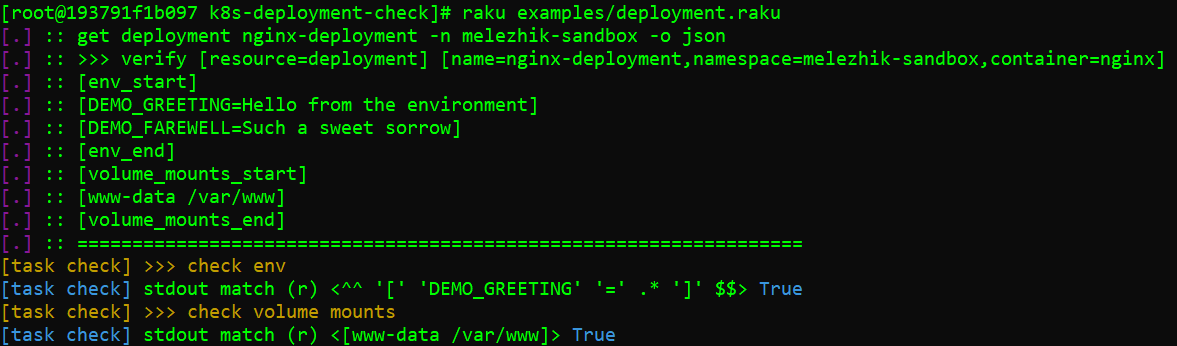 [root@193791f1b097 k8s-deployment-check]# raku examples/deployment.raku
[.] :: get deployment nginx-deployment -n melezhik-sandbox -o json
[.] :: >>> verify [resource=deployment] [name=nginx-deployment,namespace=melezhik-sandbox,container=nginx]
[.] :: [env_start]
[.] :: [DEMO_GREETING=Hello from the environment]
[.] :: [DEMO_FAREWELL=Such a sweet sorrow]
[.] :: [env_end]
[.] :: [volume_mounts_start]
[.] :: [www-data /var/www]
[.] :: [volume_mounts_end]
[.] :: ==================================================================
[task check] >>> check env
[task check] stdout match (r) <^^ '[' 'DEMO_GREETING' '=' .* ']' $$> True
[task check] >>> check volume mounts
[task check] stdout match (r) <[www-data /var/www]> True